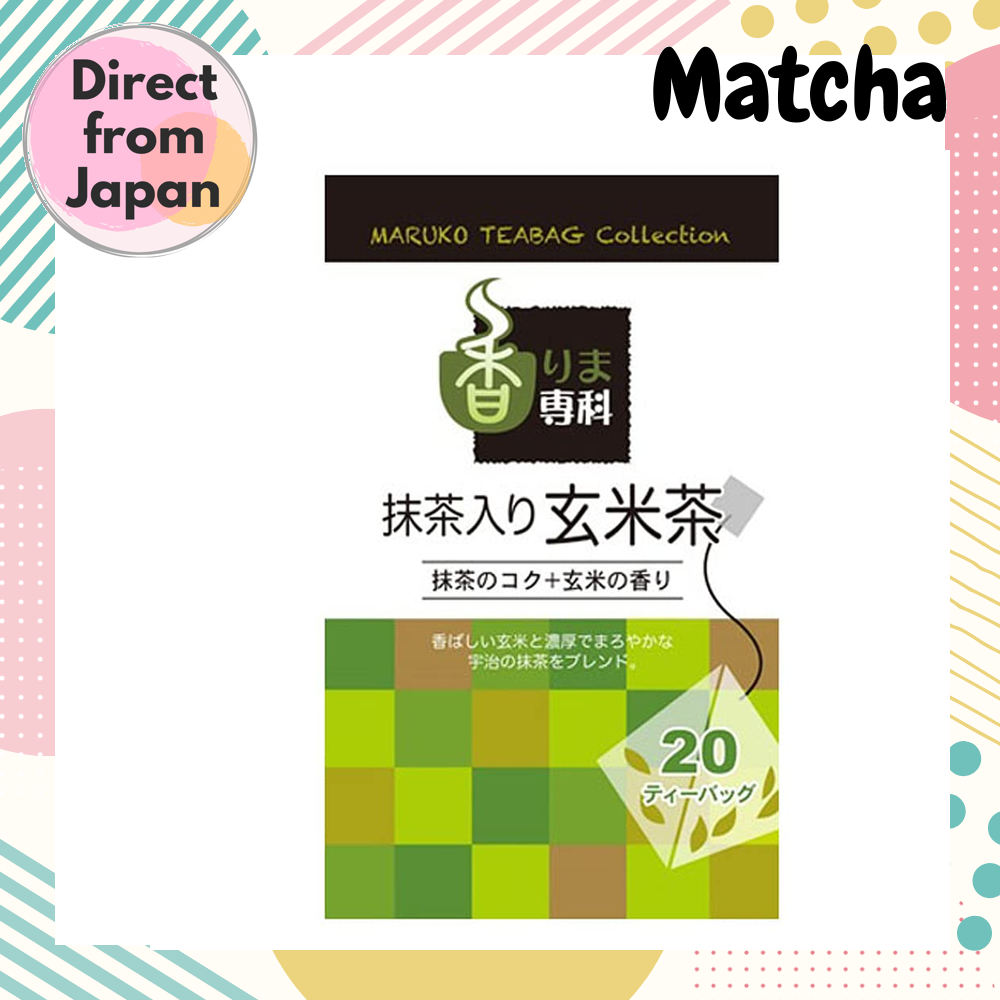 Direct
from
Japan
Matcha
MARUKO TEABAG Collection
香りま
専科
抹茶入り玄米茶
抹茶のコク+玄米の香り
香ばしい玄米と濃厚でまろやかな
宇治の抹茶をブレンド。
20
ティーバッグ